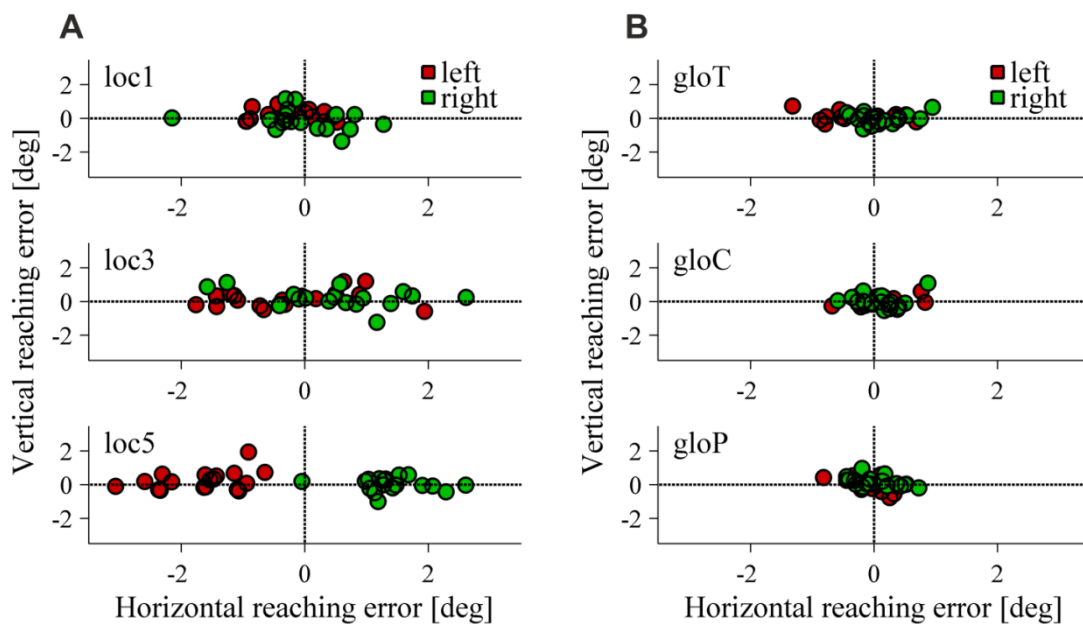 A
Vertical reaching error [deg]
loc1
left
right
2
0
-2
-2 0 2
loc3
2
0
-2
-2 0 2
loc5
2
0
-2
-2 0 2
Horizontal reaching error [deg]
B
Vertical reaching error [deg]
gloT
left
right
2
0
-2
-2 0 2
gloC
2
0
-2
-2 0 2
gloP
2
0
-2
-2 0 2
Horizontal reaching error [deg]